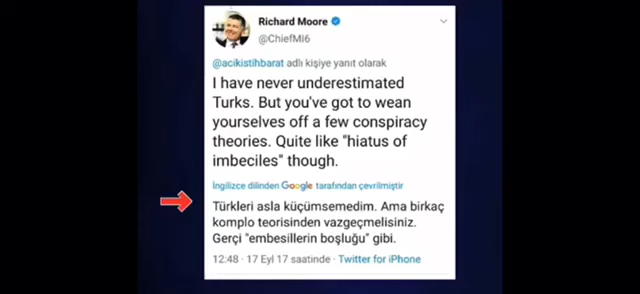 Richard Moore
@ChiefMI6
@acikistihbarat adlı kişiye yanıt olarak
I have never underestimated
Turks. But you've got to wean
yourselves off a few conspiracy
theories. Quite like "hiatus of
imbeciles" though.
İngilizce dilinden Google tarafından çevrilmiştir
Türkleri asla küçümsemedim. Ama birkaç
komplo teorisinden vazgeçmelisiniz.
Gerçi "embesillerin boşluğu" gibi.
12:48 · 17 Eyl 17 saatinde · Twitter for iPhone